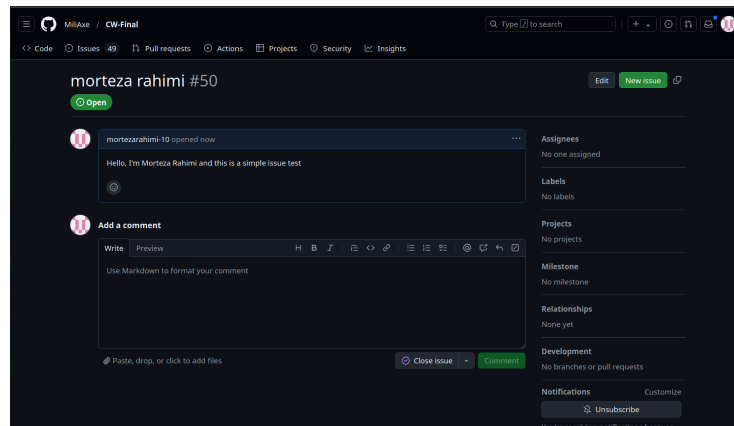 MiliAxe / CW-Final
Type / to search
Code Issues 49 Pull requests Actions Projects Security Insights
morteza rahimi #50
Edit New issue
Open
mortezarahimi-10 opened now
Hello, I'm Morteza Rahimi and this is a simple issue test
Assignees
No one assigned
Labels
No labels
Projects
No projects
Milestone
No milestone
Relationships
None yet
Development
No branches or pull requests
Notifications Customize
Unsubscribe
Add a comment
Write Preview
H B I
Use Markdown to format your comment
Paste, drop, or click to add files
Close issue Comment